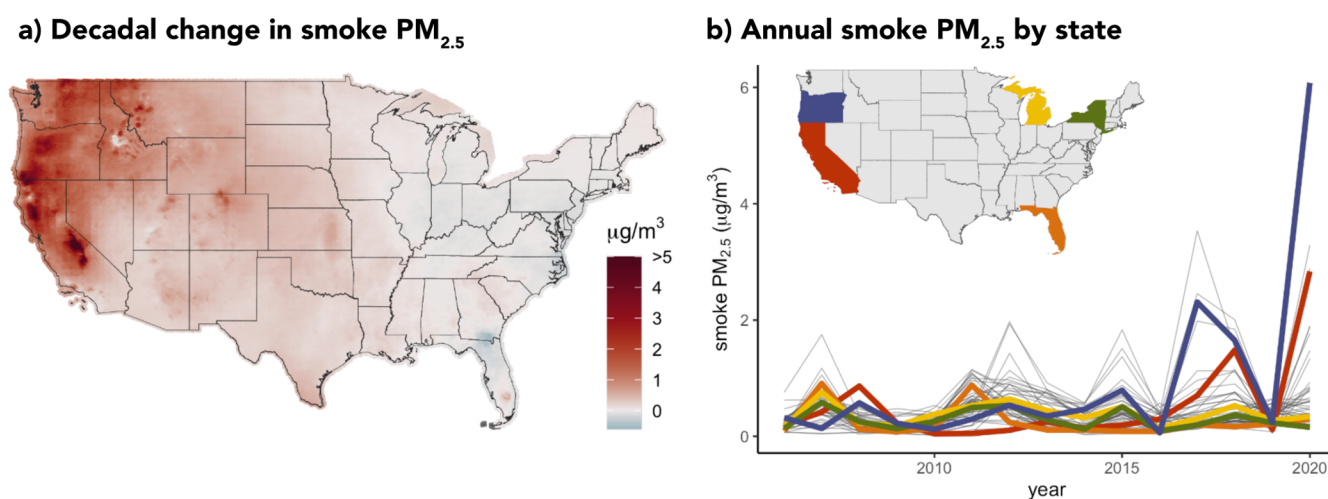 a) Decadal change in smoke PM2.5
µg/m³
>5
4
3
2
1
0
b) Annual smoke PM2.5 by state
smoke PM2.5 (µg/m³)
6
4
2
0
2010
2015
2020
year